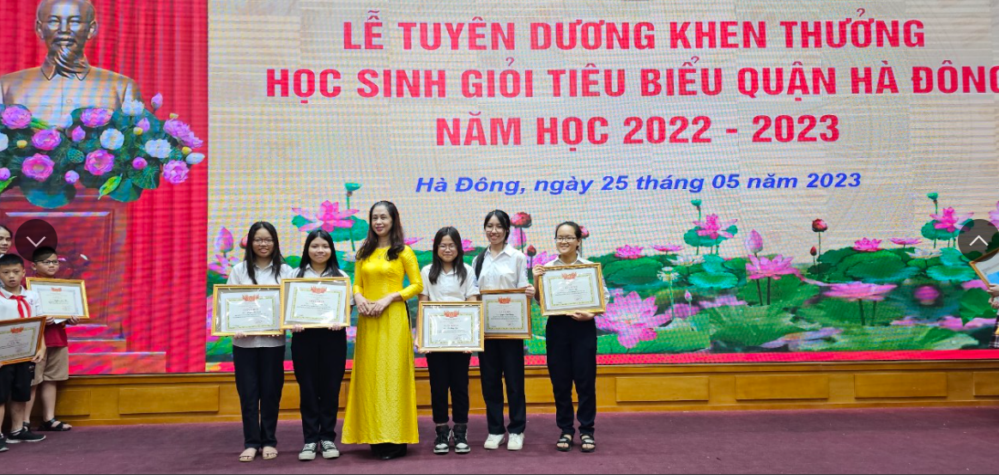 LỄ TUYÊN DƯƠNG KHEN THƯỞNG
HỌC SINH GIỎI TIÊU BIỂU QUẬN HÀ ĐÔNG
NĂM HỌC 2022 - 2023
Hà Đông, ngày 25 tháng 05 năm 2023